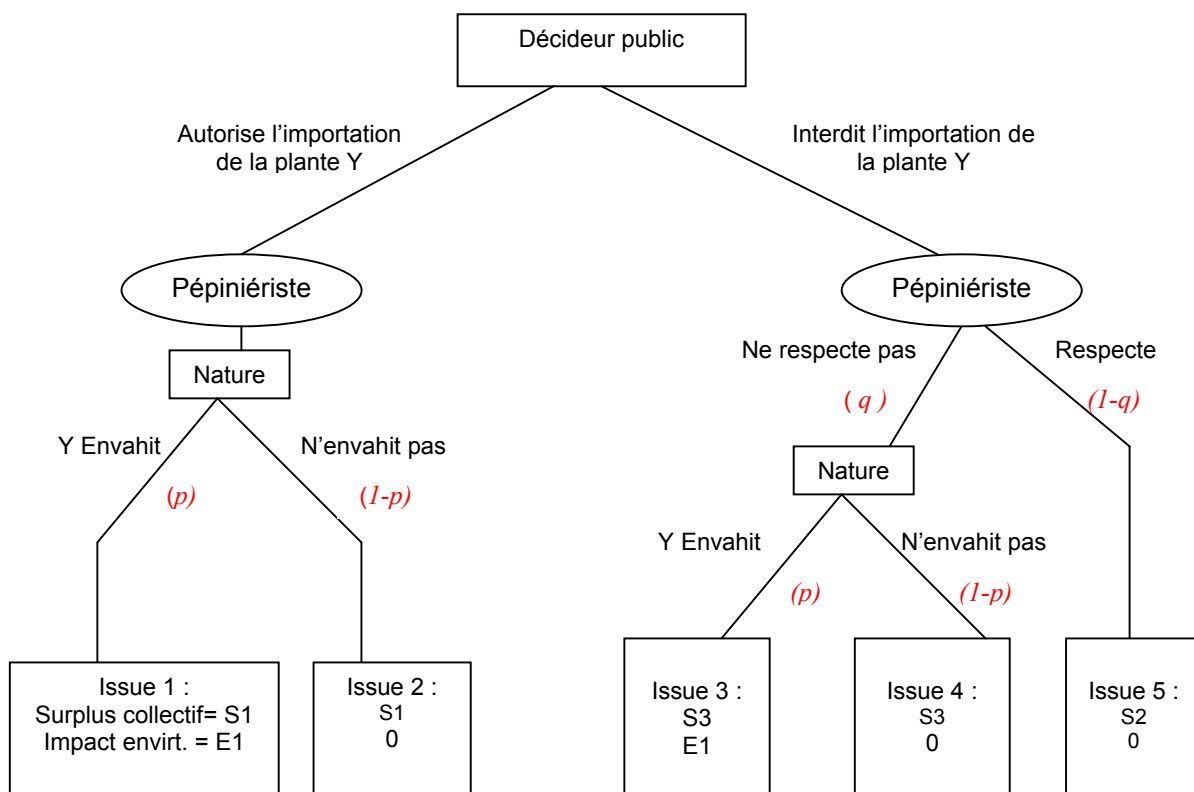 Décideur public
Autorise l'importation
de la plante Y
Interdit l'importation de
la plante Y
Pépiniériste
Pépiniériste
Nature
Ne respecte pas
Respecte
( q )
(1-q)
Y Envahit
N'envahit pas
(p)
(1-p)
Nature
Y Envahit
N'envahit pas
(p)
(1-p)
Issue 1 :
Surplus collectif= S1
Impact envirt. = E1
Issue 2 :
S1
0
Issue 3 :
S3
E1
Issue 4 :
S3
0
Issue 5 :
S2
0